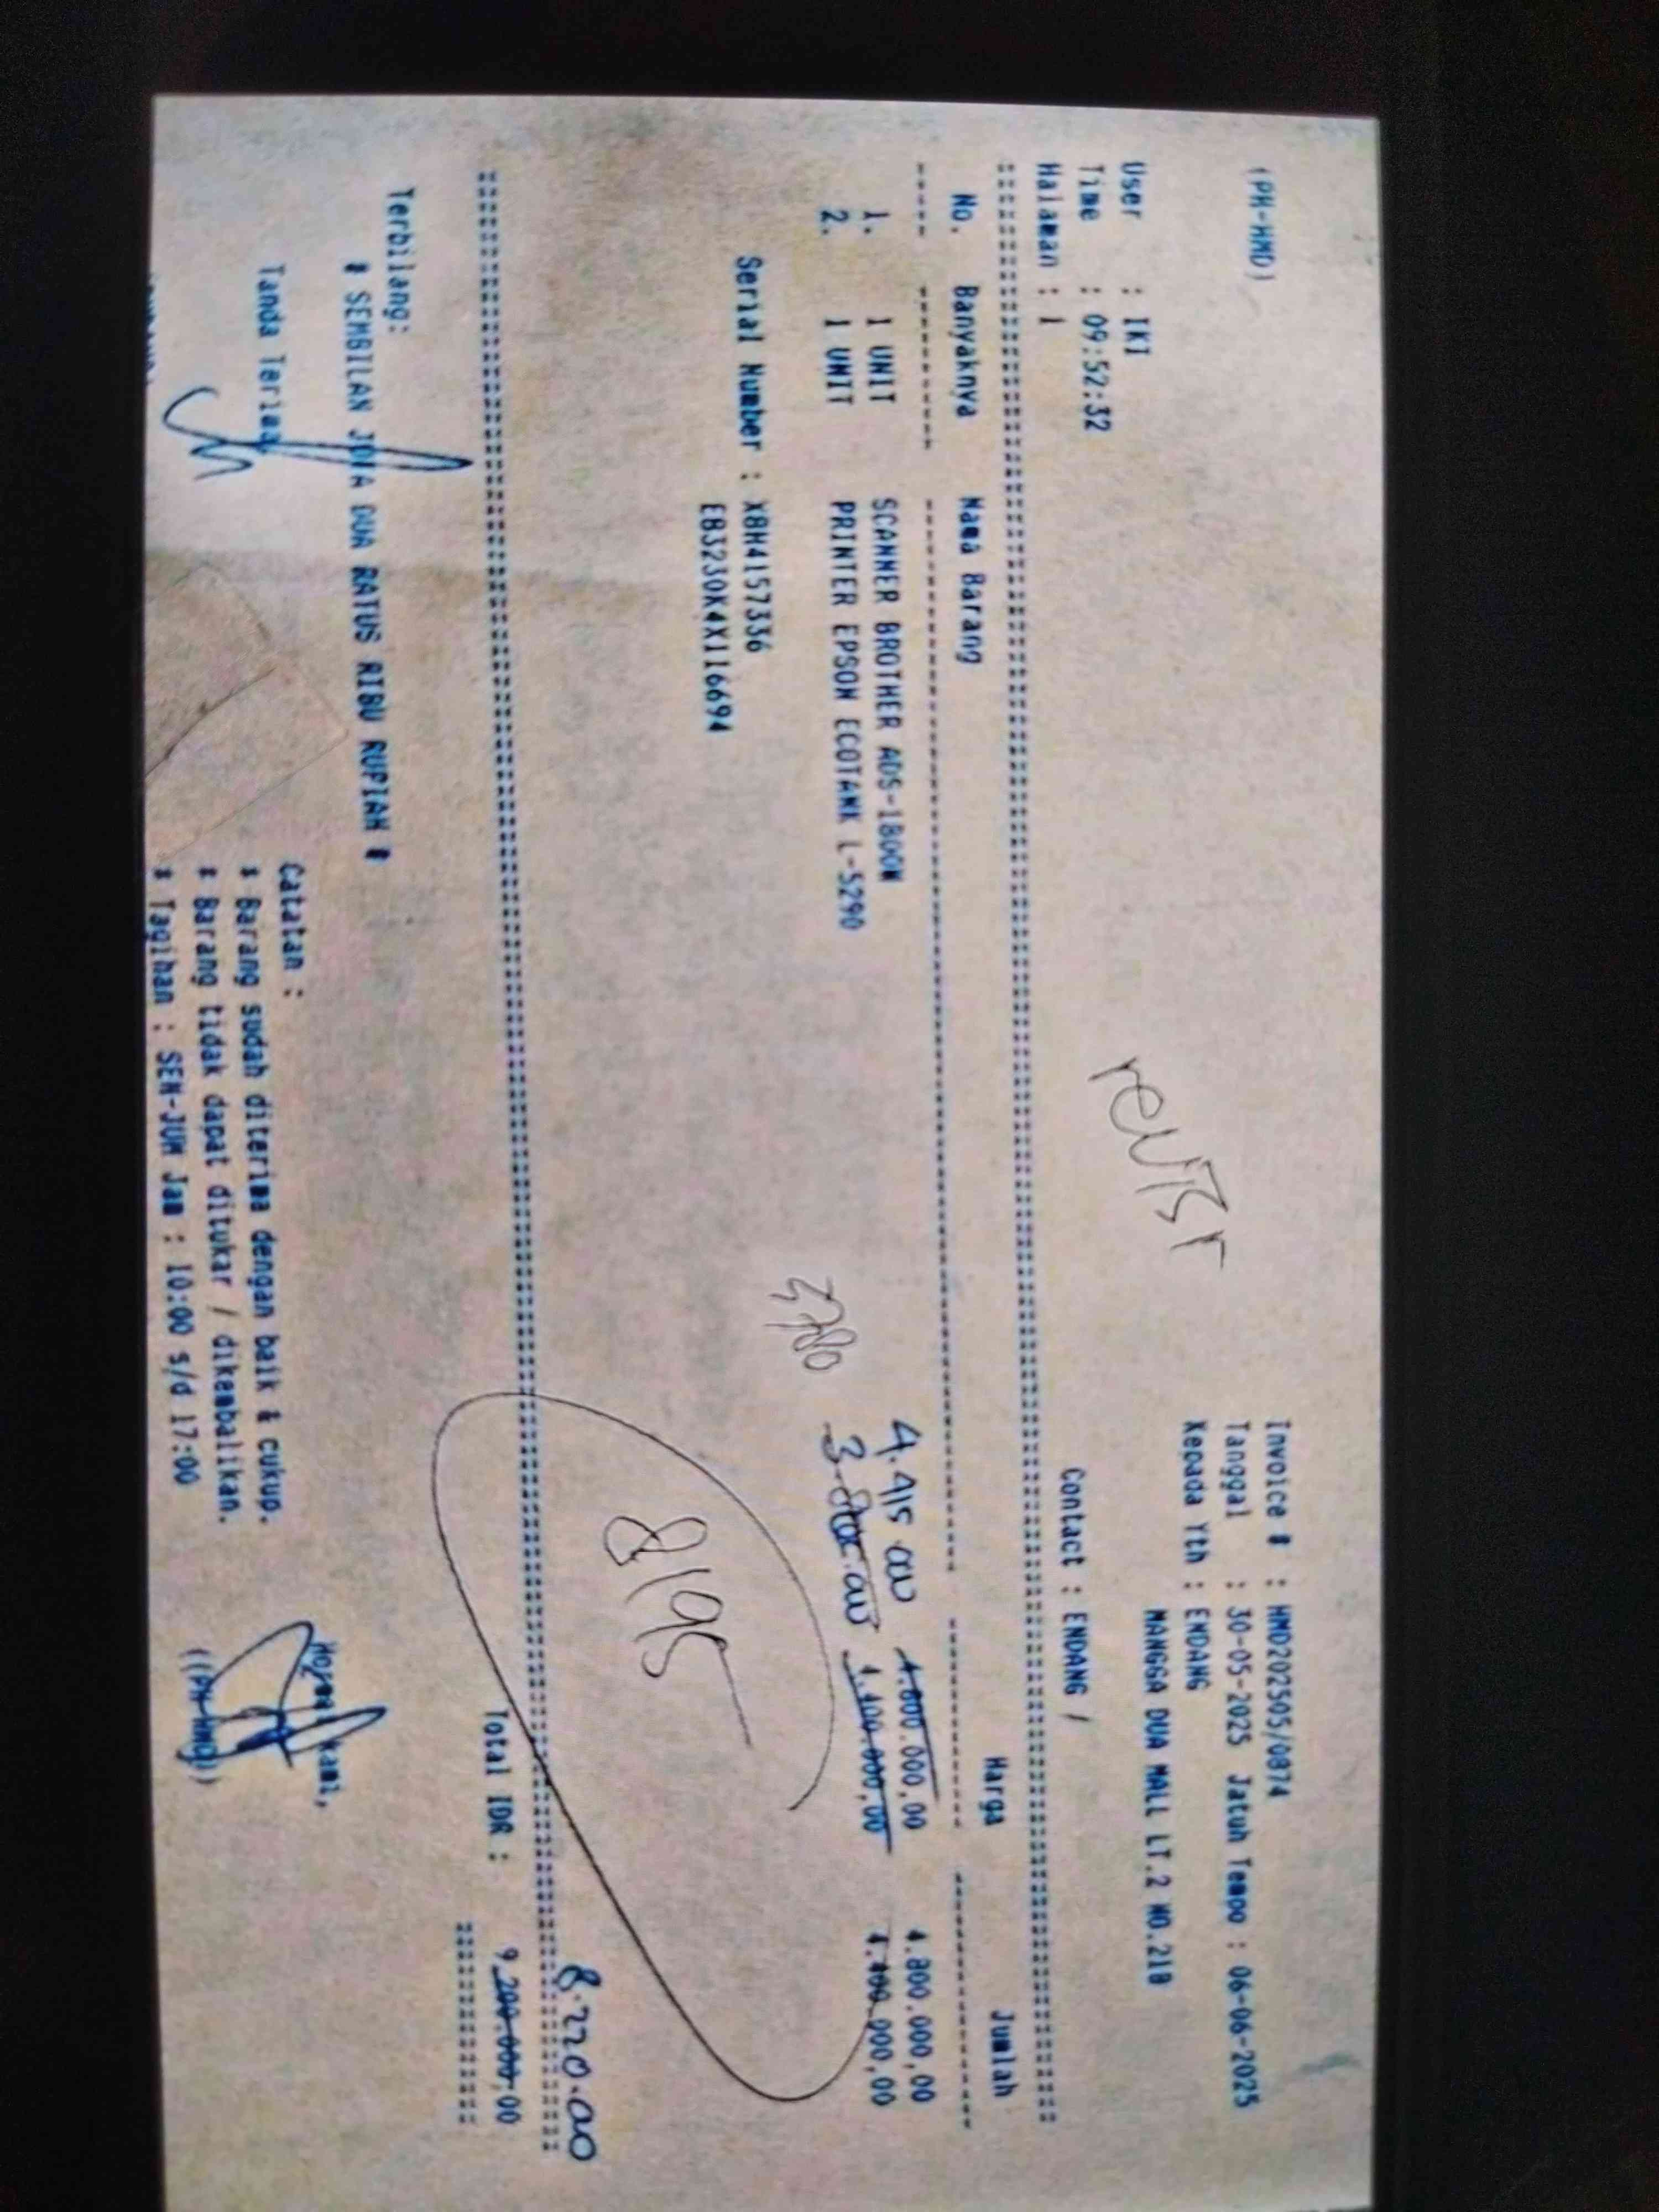 (PH-HMD)
Invoice # : HMD202505/0874
Tanggal : 30-05-2025 Jatuh Tempo : 06-06-2025
Kepada Yth : ENDANG
MANGGA DUA MALL LT.2 NO.21B
User : IKI
Time : 09:52:32
Halaman : 1
Contact : ENDANG /
No. Banyaknya Nama Barang Harga Jumlah
1. 1 UNIT SCANNER BROTHER ADS-1800W 4.415 000 4.800.000,00 4.800.000,00
2. 1 UNIT PRINTER EPSON ECOTANK L-5290 4.400.000,00 4.400.000,00
3780
Serial Number : X8H4157336
EB3230K4X116694
8195
8.220.000
Total IDR : 9.200.000,00
Terbilang:
# SEMBILAN JUTA DUA RATUS RIBU RUPIAH #
Tanda Terima
Catatan :
* Barang sudah diterima dengan baik & cukup.
* Barang tidak dapat ditukar / dikembalikan.
* Tagihan : SEN-JUM Jam : 10:00 s/d 17:00
Hormat kami,
((PH-HMD))